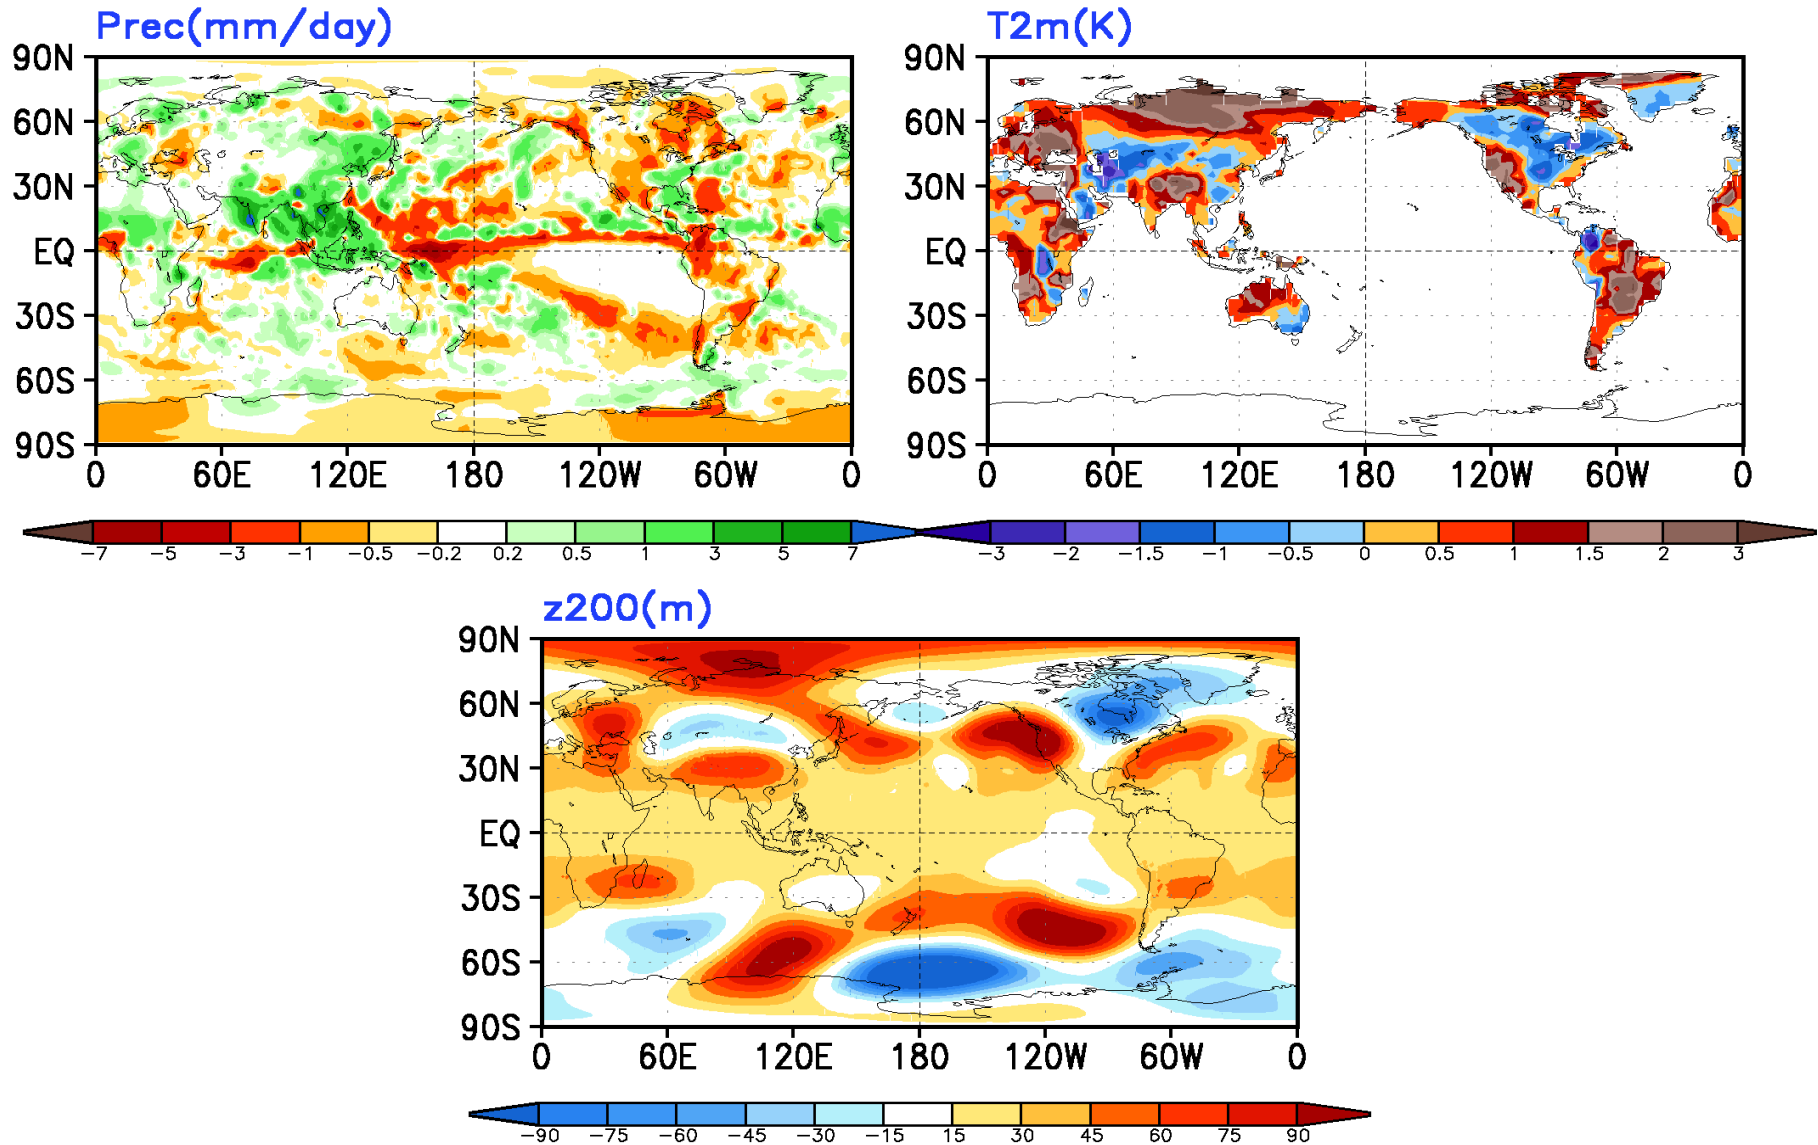 Prec(mm/day)
90N
60N
30N
EQ
30S
60S
90S
0 60E 120E 180 120W 60W 0
-7 -5 -3 -1 -0.5 -0.2 0.2 0.5 1 3 5 7
T2m(K)
90N
60N
30N
EQ
30S
60S
90S
0 60E 120E 180 120W 60W 0
-3 -2 -1.5 -1 -0.5 0 0.5 1 1.5 2 3
z200(m)
90N
60N
30N
EQ
30S
60S
90S
0 60E 120E 180 120W 60W 0
-90 -75 -60 -45 -30 -15 15 30 45 60 75 90